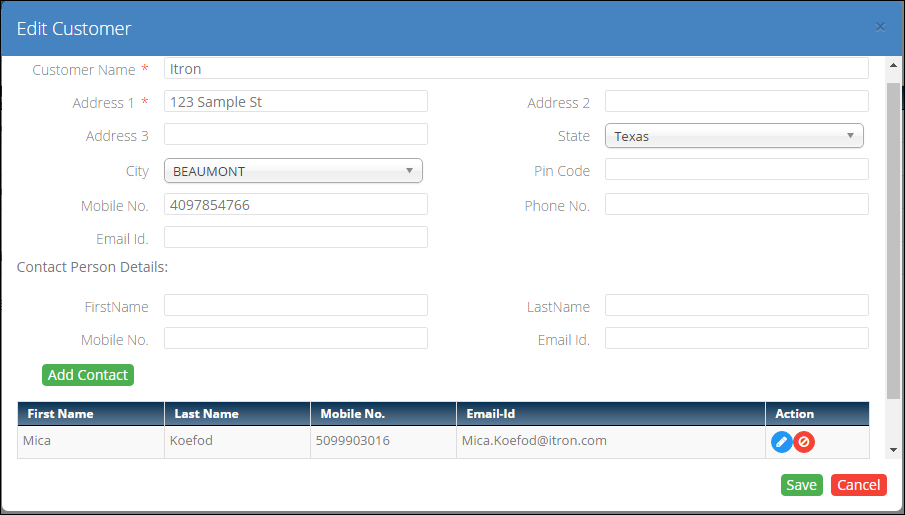 Edit Customer ×
Customer Name * Itron
Address 1 * 123 Sample St Address 2
Address 3 State Texas
City BEAUMONT Pin Code
Mobile No. 4097854766 Phone No.
Email Id.
Contact Person Details:
FirstName LastName
Mobile No. Email Id.
Add Contact
First Name Last Name Mobile No. Email-Id Action
Mica Koefod 5099903016 Mica.Koefod@itron.com
Save Cancel